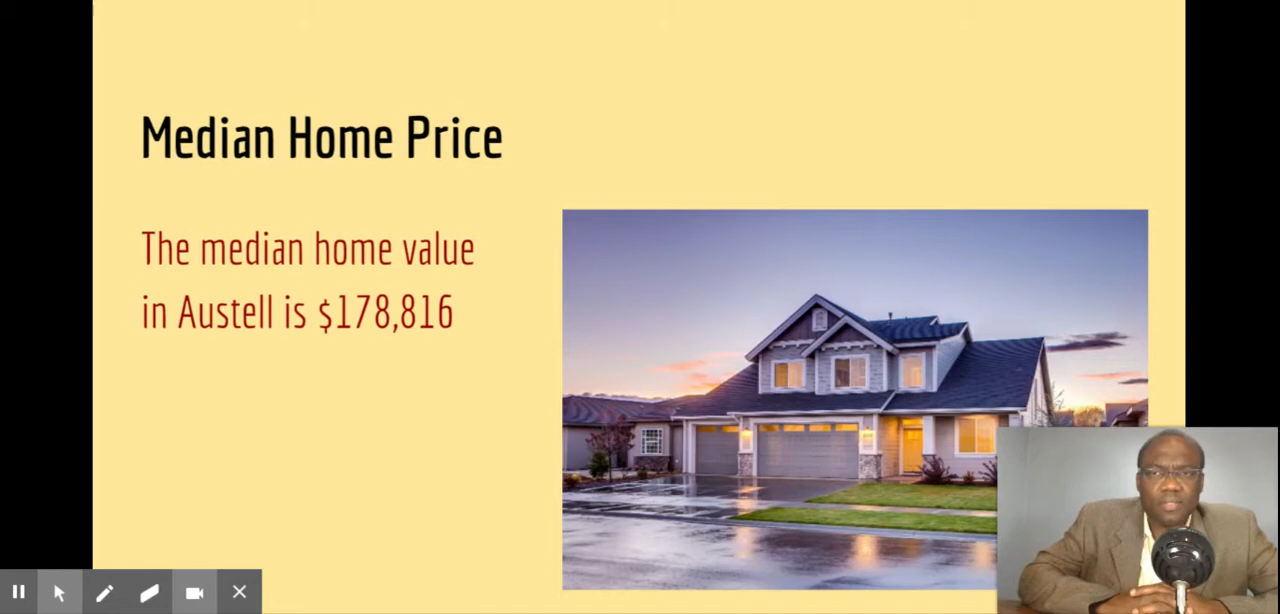 Median Home Price
The median home value
in Austell is $178,816